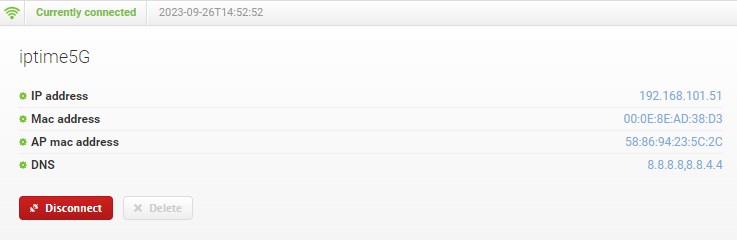 Currently connected 2023-09-26T14:52:52
iptime5G
IP address 192.168.101.51
Mac address 00:0E:8E:AD:38:D3
AP mac address 58:86:94:23:5C:2C
DNS 8.8.8.8,8.8.4.4
Disconnect Delete